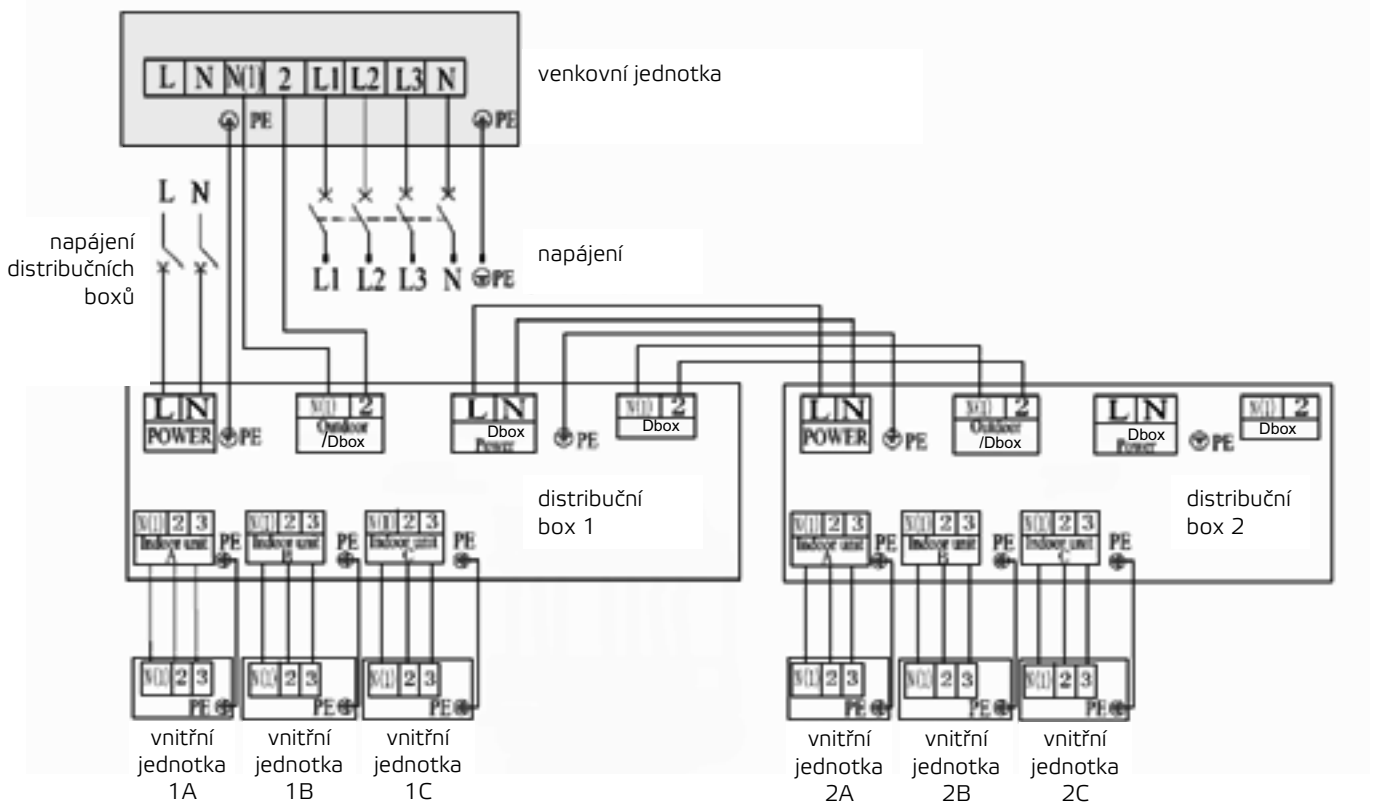 L N N(1) 2 L1 L2 L3 N
venkovní jednotka
PE PE
L N
napájení
distribučních
boxů
napájení
L1 L2 L3 N PE
L N
POWER
PE
N(1) 2
Outdoor
/Dbox
L N
Dbox
Power
PE
N(1) 2
Dbox
L N
POWER
PE
N(1) 2
Outdoor
/Dbox
L N
Dbox
Power
PE
N(1) 2
Dbox
distribuční
box 1
distribuční
box 2
N(1) 2 3
Indoor unit
A
PE
N(1) 2 3
Indoor unit
B
PE
N(1) 2 3
Indoor unit
C
PE
N(1) 2 3
Indoor unit
A
PE
N(1) 2 3
Indoor unit
B
PE
N(1) 2 3
Indoor unit
C
PE
N(1) 2 3
PE
N(1) 2 3
PE
N(1) 2 3
PE
N(1) 2 3
PE
N(1) 2 3
PE
N(1) 2 3
PE
vnitřní
jednotka
1A
vnitřní
jednotka
1B
vnitřní
jednotka
1C
vnitřní
jednotka
2A
vnitřní
jednotka
2B
vnitřní
jednotka
2C